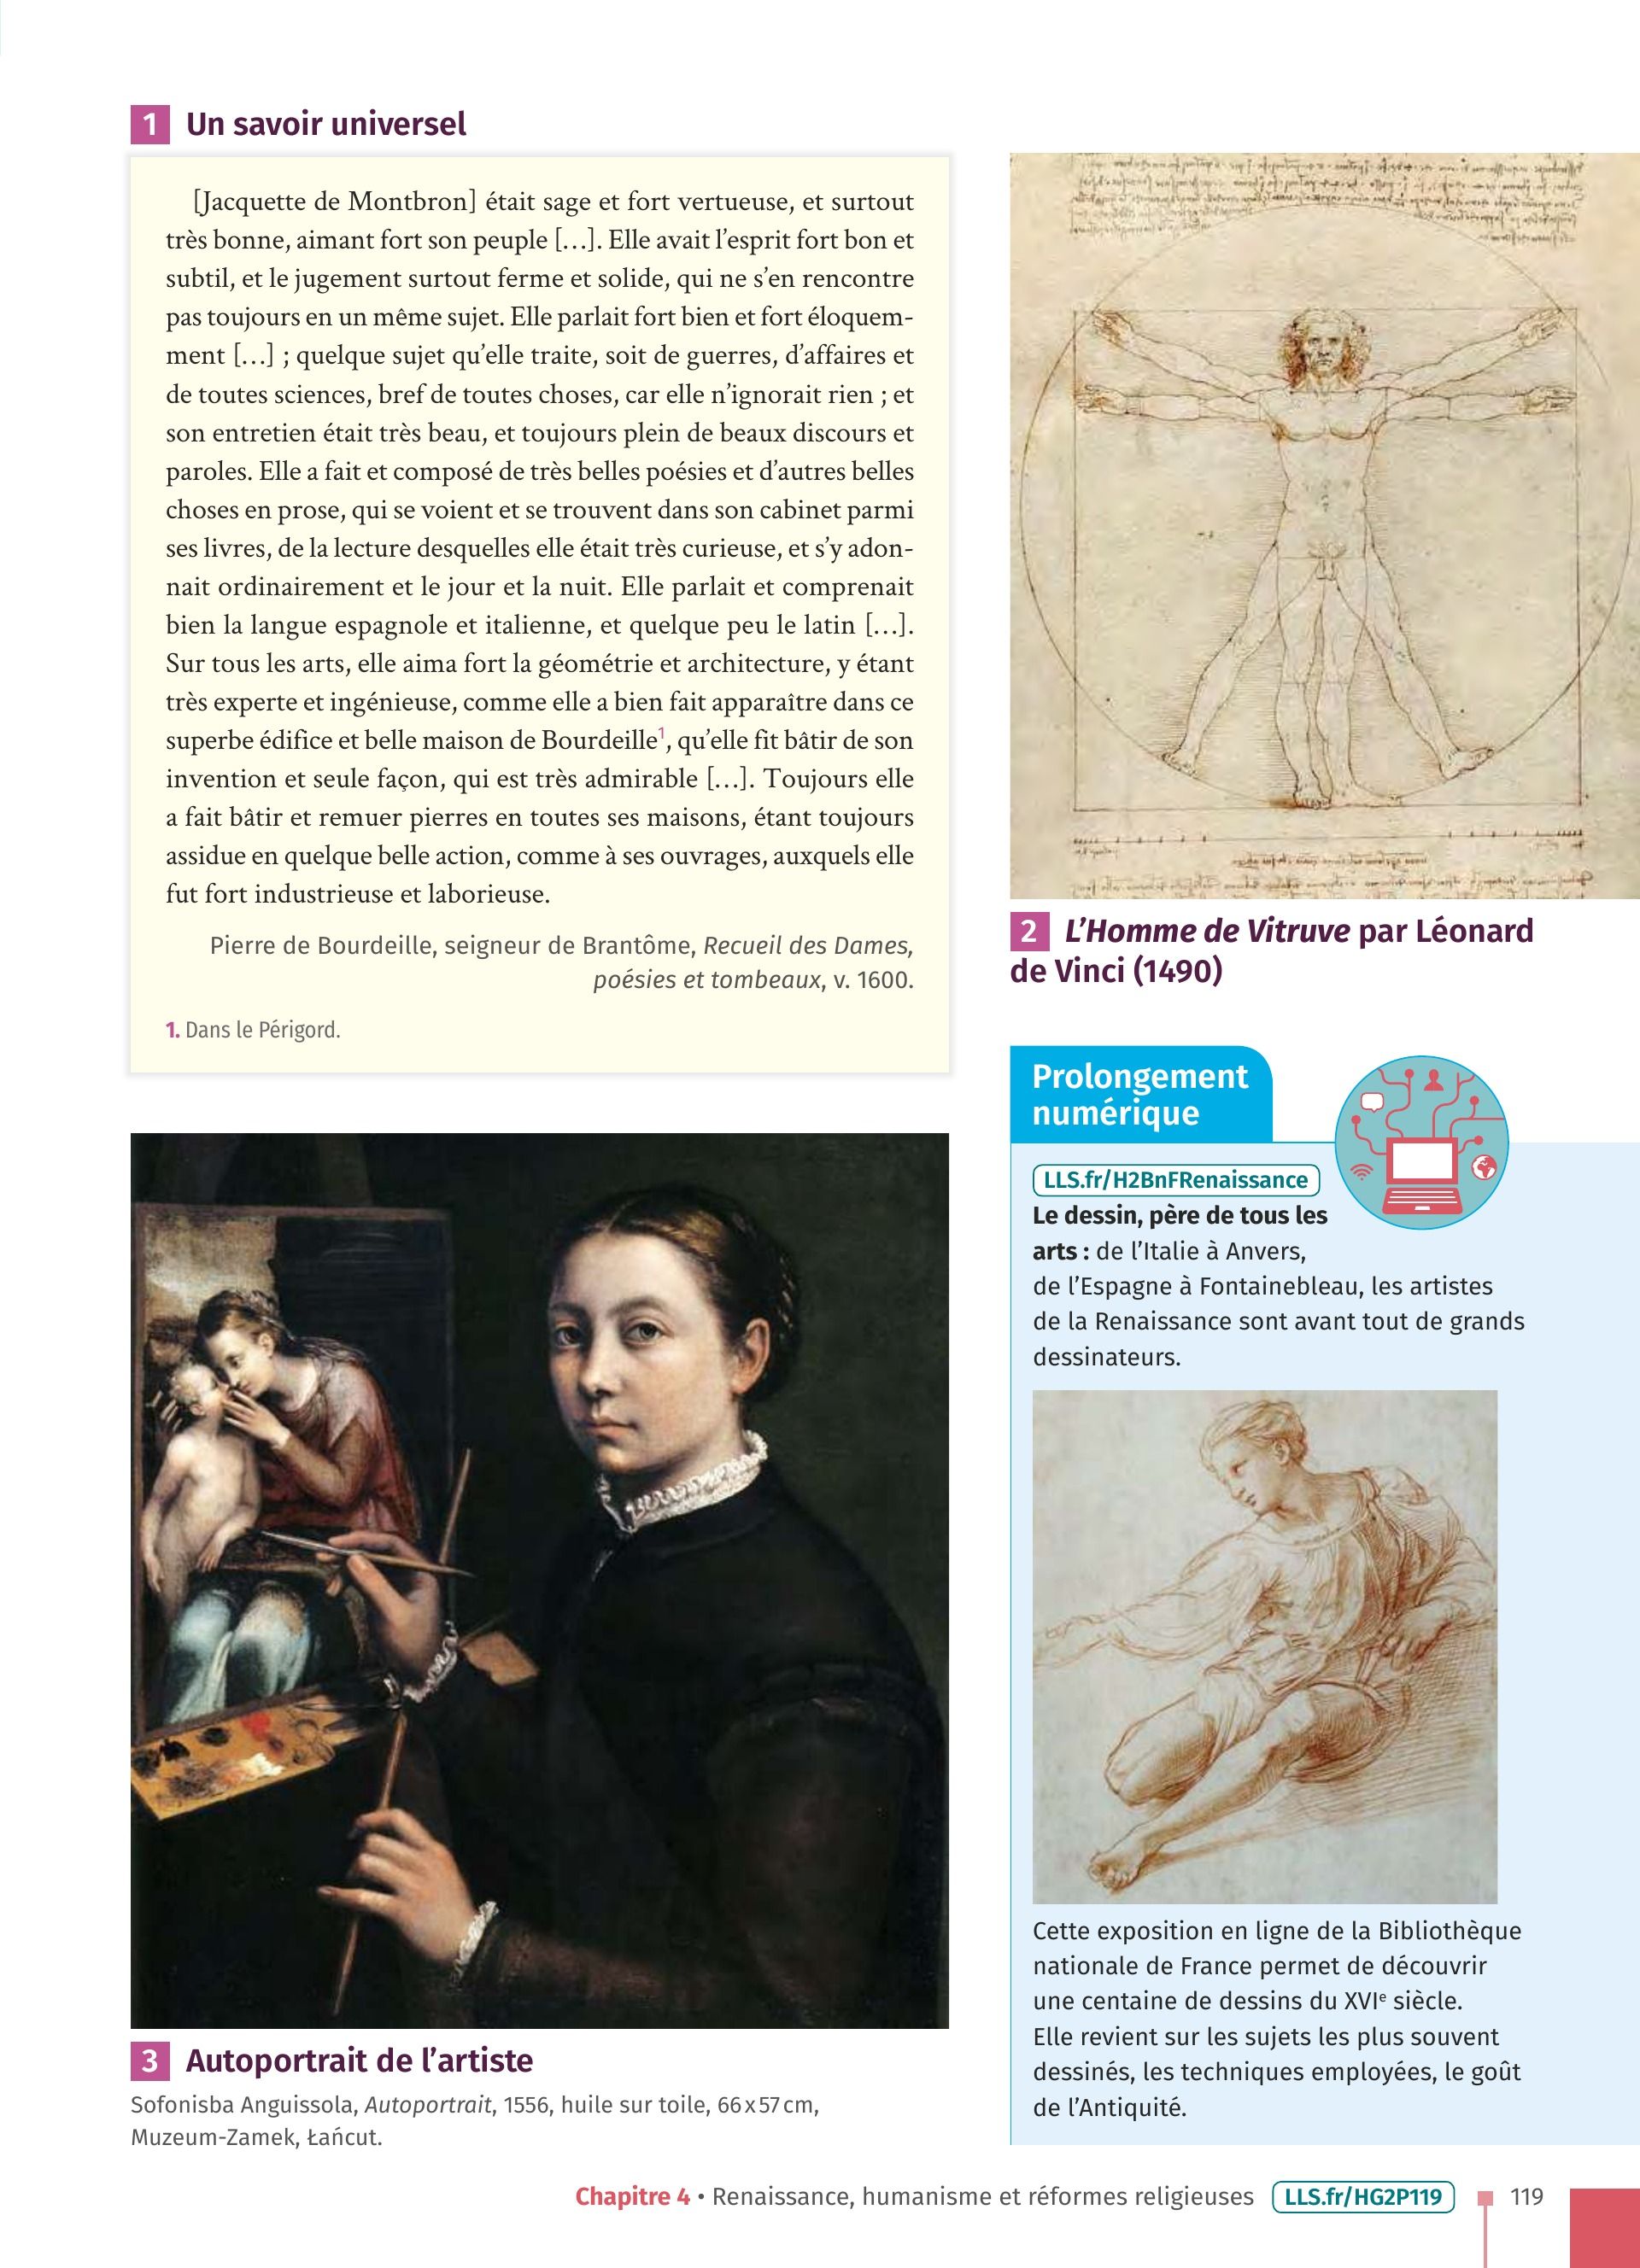 1 Un savoir universel
[Jacquette de Montbron] était sage et fort vertueuse, et surtout
très bonne, aimant fort son peuple […]. Elle avait l’esprit fort bon et
subtil, et le jugement surtout ferme et solide, qui ne s’en rencontre
pas toujours en un même sujet. Elle parlait fort bien et fort éloquem-
ment […] ; quelque sujet qu’elle traite, soit de guerres, d’affaires et
de toutes sciences, bref de toutes choses, car elle n’ignorait rien ; et
son entretien était très beau, et toujours plein de beaux discours et
paroles. Elle a fait et composé de très belles poésies et d’autres belles
choses en prose, qui se voient et se trouvent dans son cabinet parmi
ses livres, de la lecture desquelles elle était très curieuse, et s’y adon-
nait ordinairement et le jour et la nuit. Elle parlait et comprenait
bien la langue espagnole et italienne, et quelque peu le latin […].
Sur tous les arts, elle aima fort la géométrie et architecture, y étant
très experte et ingénieuse, comme elle a bien fait apparaître dans ce
superbe édifice et belle maison de Bourdeille¹, qu’elle fit bâtir de son
invention et seule façon, qui est très admirable […]. Toujours elle
a fait bâtir et remuer pierres en toutes ses maisons, étant toujours
assidue en quelque belle action, comme à ses ouvrages, auxquels elle
fut fort industrieuse et laborieuse.
Pierre de Bourdeille, seigneur de Brantôme, Recueil des Dames,
poésies et tombeaux, v. 1600.
1. Dans le Périgord.
2 L’Homme de Vitruve par Léonard
de Vinci (1490)
3 Autoportrait de l’artiste
Sofonisba Anguissola, Autoportrait, 1556, huile sur toile, 66 x 57 cm,
Muzeum-Zamek, Łańcut.
Prolongement
numérique
LLS.fr/H2BnFRenaissance
Le dessin, père de tous les
arts : de l’Italie à Anvers,
de l’Espagne à Fontainebleau, les artistes
de la Renaissance sont avant tout de grands
dessinateurs.
Cette exposition en ligne de la Bibliothèque
nationale de France permet de découvrir
une centaine de dessins du XVIᵉ siècle.
Elle revient sur les sujets les plus souvent
dessinés, les techniques employées, le goût
de l’Antiquité.
Chapitre 4 • Renaissance, humanisme et réformes religieuses LLS.fr/HG2P119 119